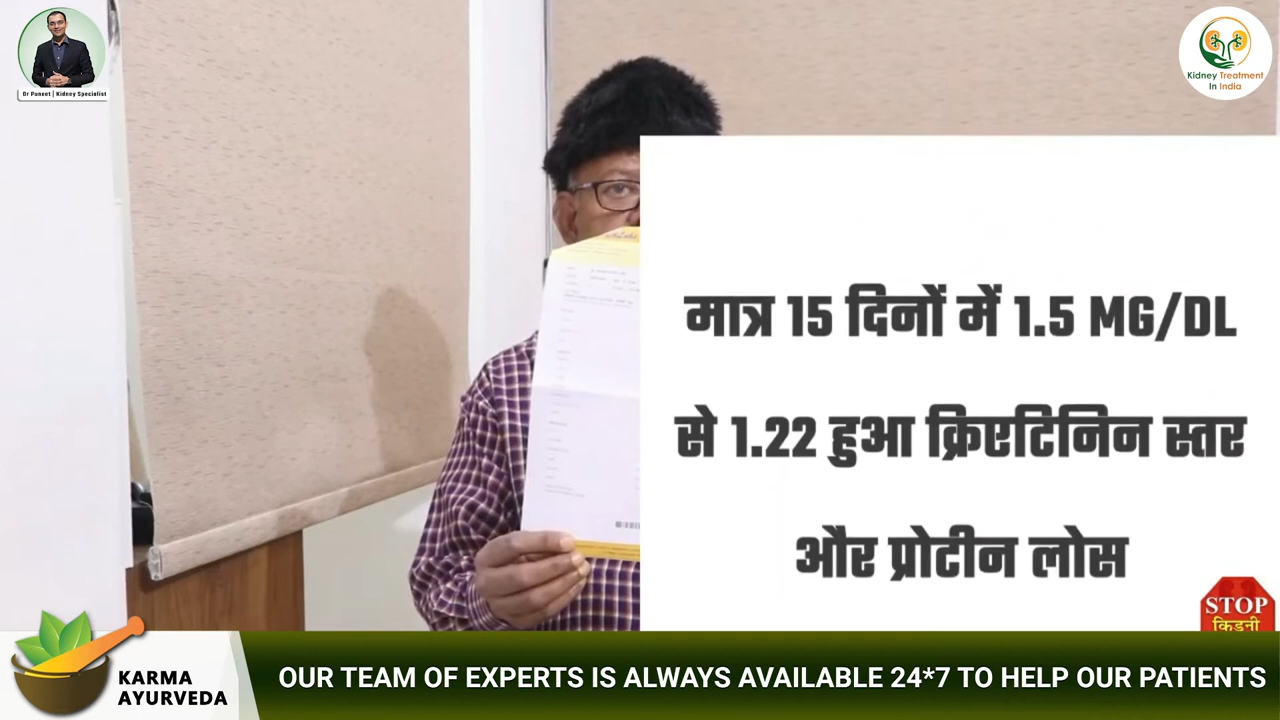 Dr Puneet | Kidney Specialist
Kidney Treatment
In India
मात्र 15 दिनों में 1.5 MG/DL
से 1.22 हुआ क्रिएटिनिन स्तर
और प्रोटीन लोस
STOP
किडनी
KARMA
AYURVEDA
OUR TEAM OF EXPERTS IS ALWAYS AVAILABLE 24*7 TO HELP OUR PATIENTS